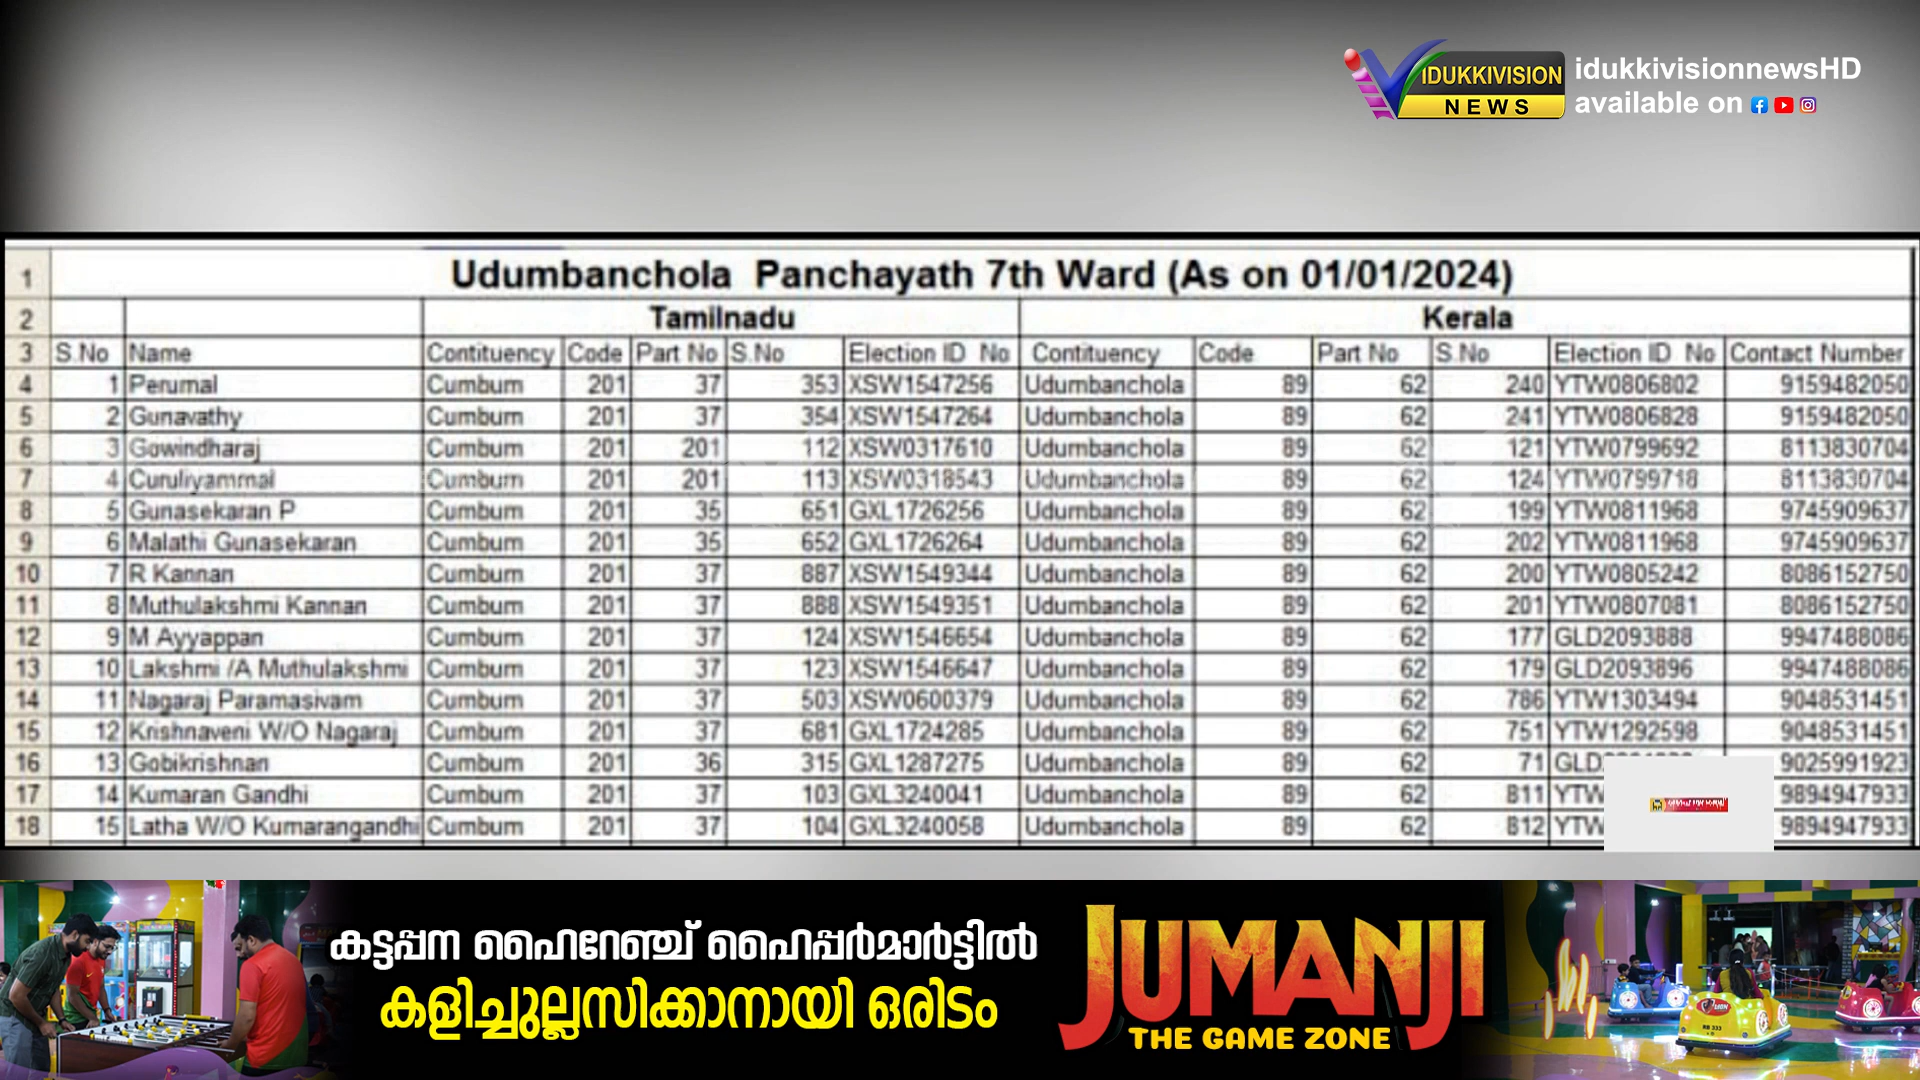 IDUKKIVISION
NEWS
idukkivisionnewsHD
available on
1 Udumbanchola Panchayath 7th Ward (As on 01/01/2024)
2 Tamilnadu Kerala
3 S.No Name Contituency Code Part No S.No Election ID No Contituency Code Part No S.No Election ID No Contact Number
4 1 Perumal Cumbum 201 37 353 XSW1547256 Udumbanchola 89 62 240 YTW0806802 9159482050
5 2 Gunavathy Cumbum 201 37 354 XSW1547264 Udumbanchola 89 62 241 YTW0806828 9159482050
6 3 Gowindharaj Cumbum 201 201 112 XSW0317610 Udumbanchola 89 62 121 YTW0799692 8113830704
7 4 Curuliyammal Cumbum 201 201 113 XSW0318543 Udumbanchola 89 62 124 YTW0799718 8113830704
8 5 Gunasekaran P Cumbum 201 35 651 GXL1726256 Udumbanchola 89 62 199 YTW0811968 9745909637
9 6 Malathi Gunasekaran Cumbum 201 35 652 GXL1726264 Udumbanchola 89 62 202 YTW0811968 9745909637
10 7 R Kannan Cumbum 201 37 887 XSW1549344 Udumbanchola 89 62 200 YTW0805242 8086152750
11 8 Muthulakshmi Kannan Cumbum 201 37 888 XSW1549351 Udumbanchola 89 62 201 YTW0807081 8086152750
12 9 M Ayyappan Cumbum 201 37 124 XSW1546654 Udumbanchola 89 62 177 GLD2093888 9947488086
13 10 Lakshmi /A Muthulakshmi Cumbum 201 37 123 XSW1546647 Udumbanchola 89 62 179 GLD2093896 9947488086
14 11 Nagaraj Paramasivam Cumbum 201 37 503 XSW0600379 Udumbanchola 89 62 786 YTW1303494 9048531451
15 12 Krishnaveni W/O Nagaraj Cumbum 201 37 681 GXL1724285 Udumbanchola 89 62 751 YTW1292598 9048531451
16 13 Gobikrishnan Cumbum 201 36 315 GXL1287275 Udumbanchola 89 62 71 GLD 9025991923
17 14 Kumaran Gandhi Cumbum 201 37 103 GXL3240041 Udumbanchola 89 62 811 YTW 9894947933
18 15 Latha W/O Kumarangandhi Cumbum 201 37 104 GXL3240058 Udumbanchola 89 62 812 YTW 9894947933
കട്ടപ്പന ഹൈറേഞ്ച് ഹൈപ്പർമാർട്ടിൽ
കളിച്ചുല്ലസിക്കാനായി ഒരിടം
JUMANJI
THE GAME ZONE